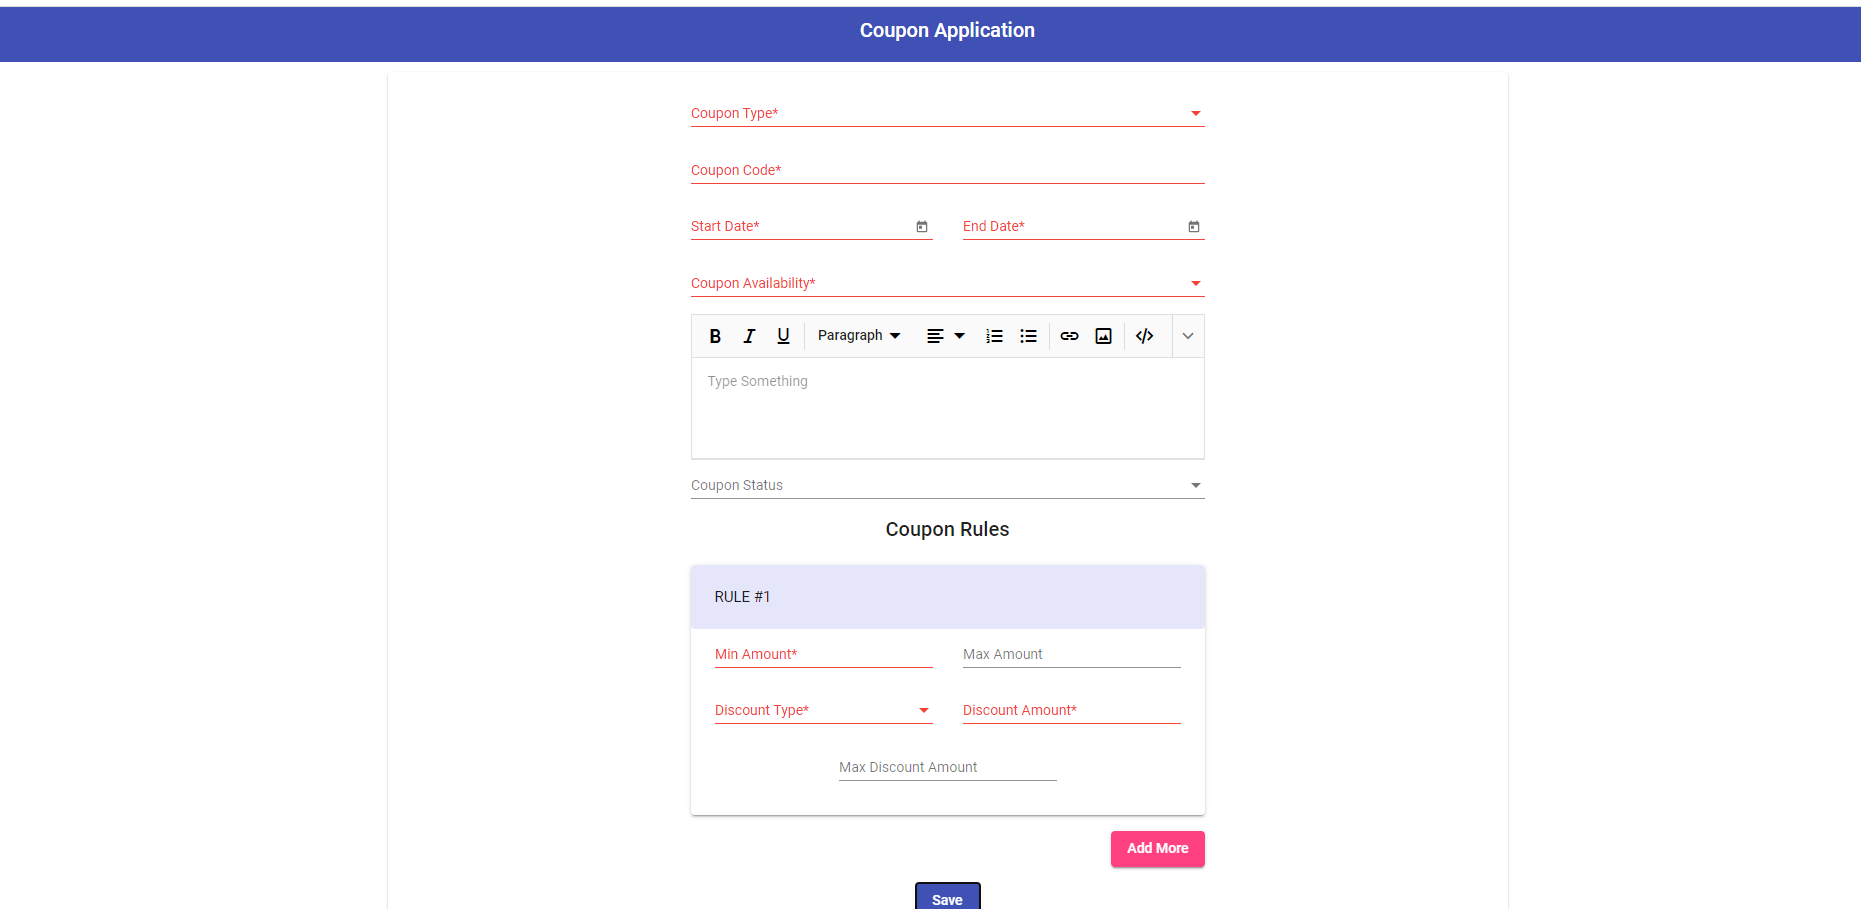 Coupon Application
Coupon Type*
Coupon Code*
Start Date* End Date*
Coupon Availability*
B I U Paragraph
Type Something
Coupon Status
Coupon Rules
RULE #1
Min Amount* Max Amount
Discount Type* Discount Amount*
Max Discount Amount
Add More
Save